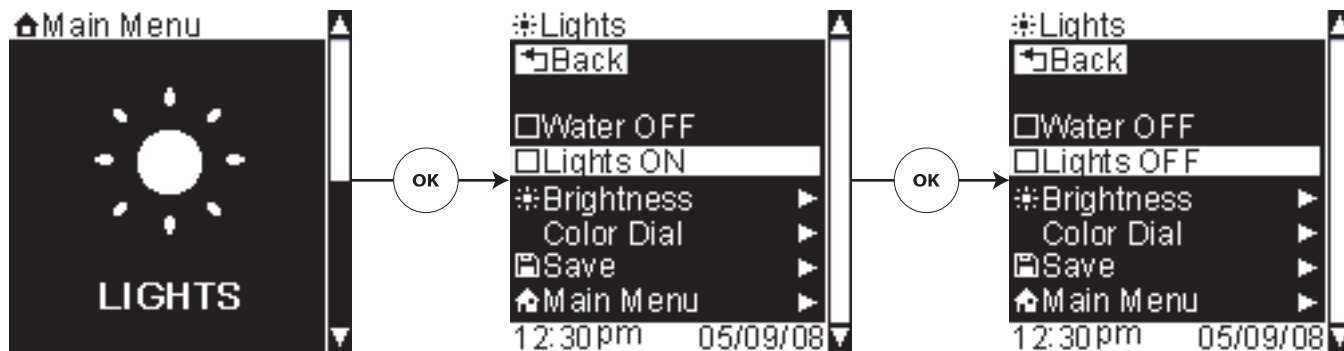 Main Menu
LIGHTS
OK
Lights
Back
Water OFF
Lights ON
Brightness
Color Dial
Save
Main Menu
12:30pm 05/09/08
OK
Lights
Back
Water OFF
Lights OFF
Brightness
Color Dial
Save
Main Menu
12:30pm 05/09/08